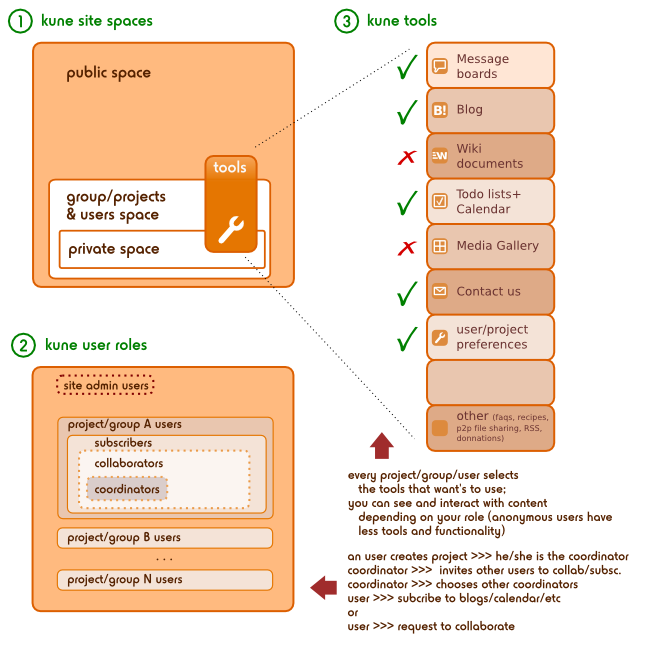 1 kune site spaces
public space
tools
group/projects
& users space
private space
2 kune user roles
site admin users
project/group A users
subscribers
collaborators
coordinators
project/group B users
...
project/group N users
3 kune tools
Message
boards
B! Blog
W Wiki
documents
Todo lists+
Calendar
Media Gallery
Contact us
user/project
preferences
other (faqs, recipes,
p2p file sharing, RSS,
donnations)
every project/group/user selects
the tools that want's to use;
you can see and interact with content
depending on your role (anonymous users have
less tools and functionality)
an user creates project >>> he/she is the coordinator
coordinator >>> invites other users to collab/subsc.
coordinator >>> chooses other coordinators
user >>> subcribe to blogs/calendar/etc
or
user >>> request to collaborate